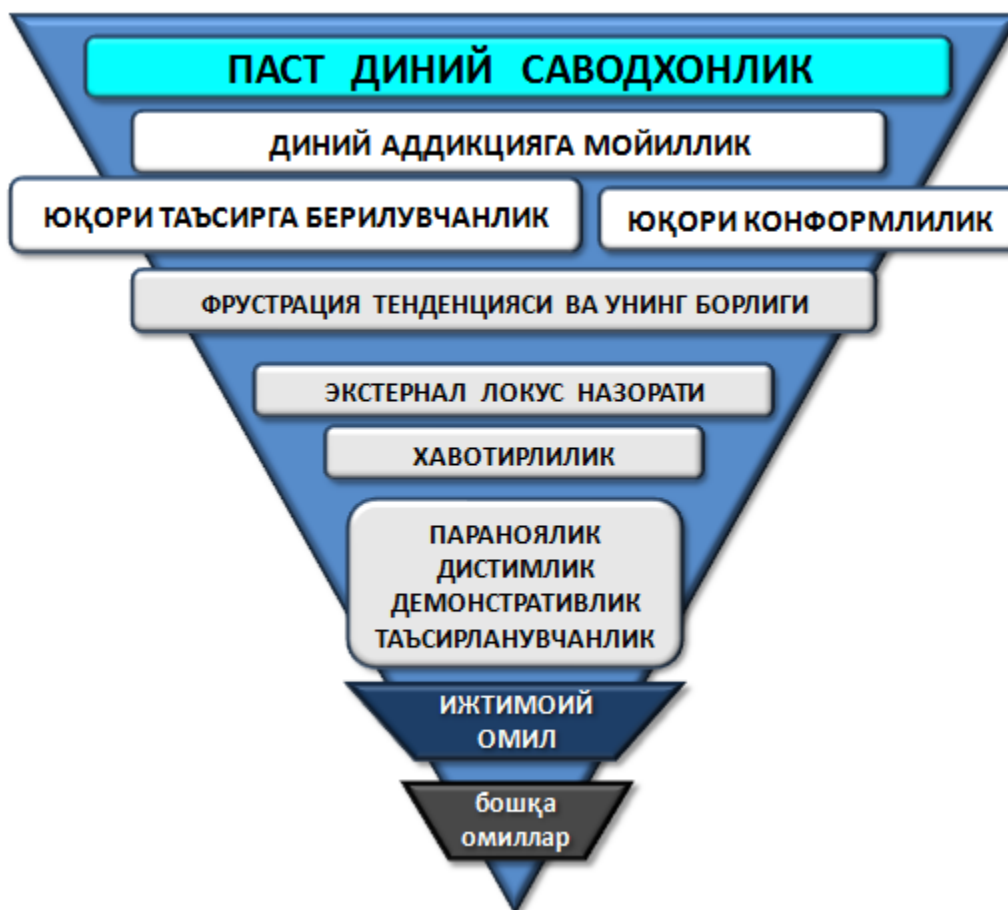 ПАСТ ДИНИЙ САВОДХОНЛИК
ДИНИЙ АДДИКЦИЯГА МОЙИЛЛИК
ЮҚОРИ ТАЪСИРГА БЕРИЛУВЧАНЛИК
ЮҚОРИ КОНФОРМЛИЛИК
ФРУСТРАЦИЯ ТЕНДЕНЦИЯСИ ВА УНИНГ БОРЛИГИ
ЭКСТЕРНАЛ ЛОКУС НАЗОРАТИ
ХАВОТИРЛИЛИК
ПАРАНОЯЛИК
ДИСТИМЛИК
ДЕМОНСТРАТИВЛИК
ТАЪСИРЛАНУВЧАНЛИК
ИЖТИМОИЙ
ОМИЛ
бошқа
омиллар